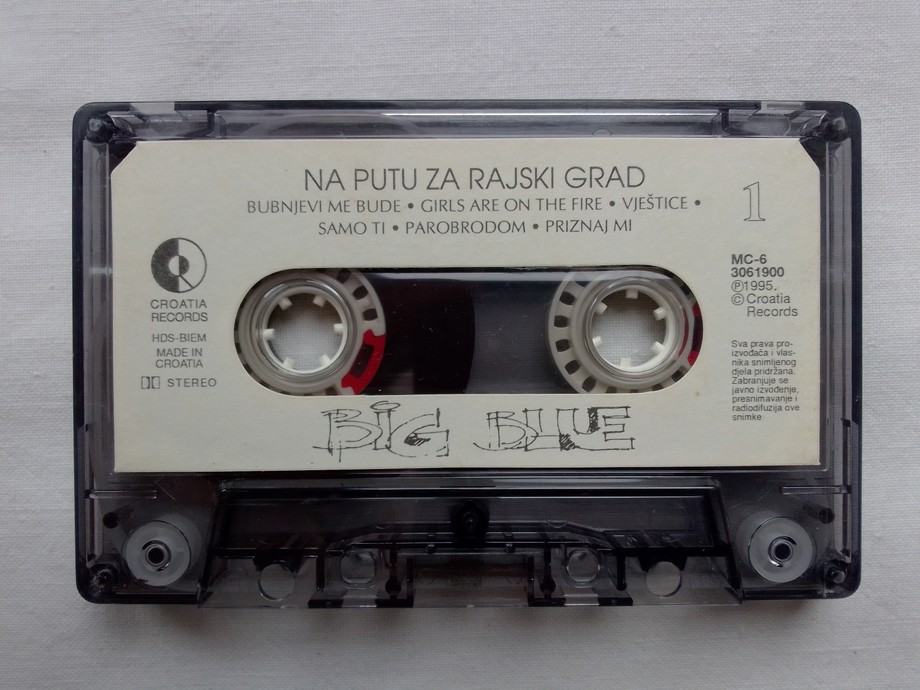 NA PUTU ZA RAJSKI GRAD
BUBNJEVI ME BUDE • GIRLS ARE ON THE FIRE • VJEŠTICE •
SAMO TI • PAROBRODOM • PRIZNAJ MI
1
CROATIA
RECORDS
HDS-BIEM
MADE IN
CROATIA
STEREO
MC-6
3061900
Ⓟ1995.
© Croatia
Records
Sva prava pro-
izvođača i vlas-
nika snimljenog
djela pridržana.
Zabranjuje se
javno izvođenje,
presnimavanje i
radiodifuzija ove
snimke.
BIG BLUE